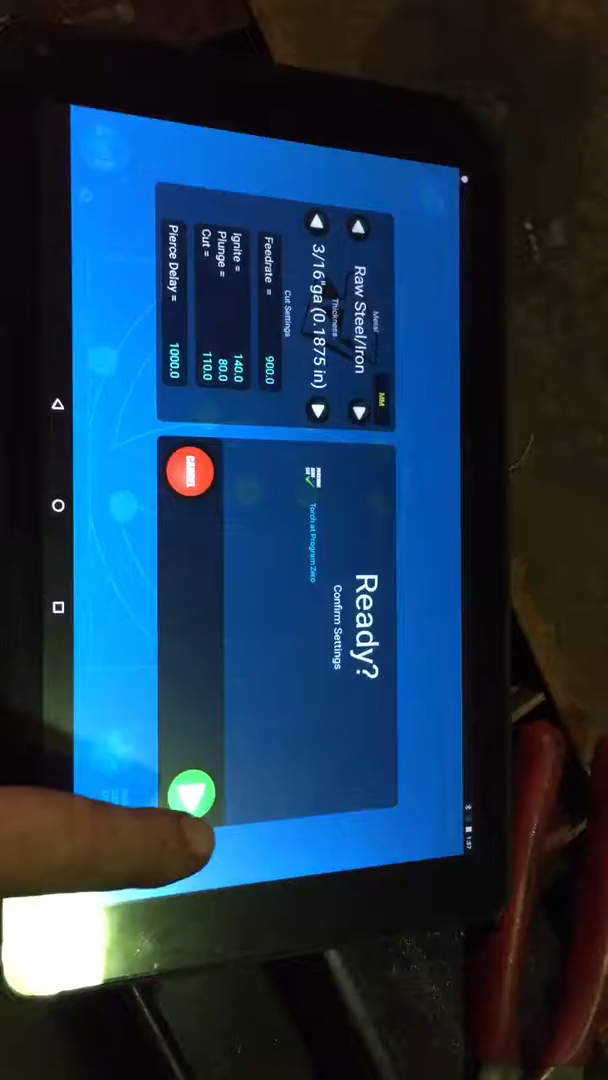 Metal
Raw Steel/Iron
MM
Thickness
3/16"ga (0.1875 in)
Cut Settings
Feedrate = 900.0
Ignite = 140.0
Plunge = 80.0
Cut = 110.0
Pierce Delay = 1000.0
Ready?
Confirm Settings
Torch at Program Zero
CANCEL
1:57